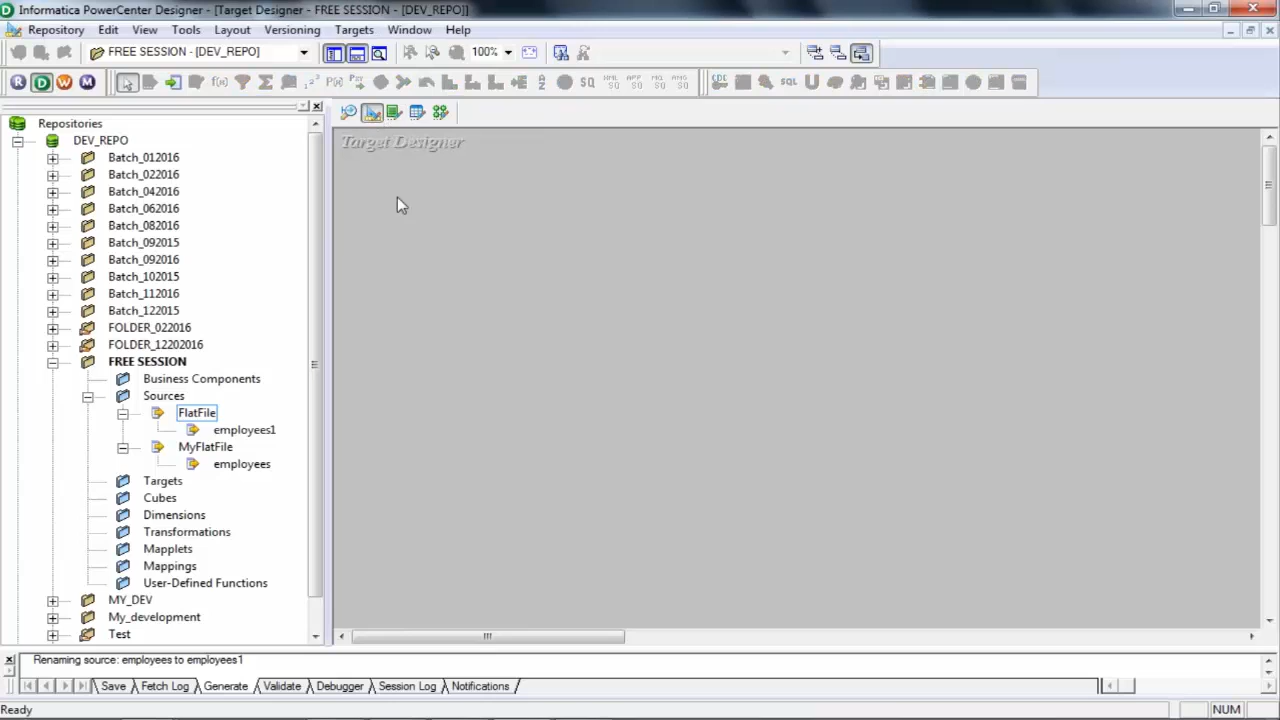 Informatica PowerCenter Designer - [Target Designer - FREE SESSION - [DEV_REPO]]
Repository Edit View Tools Layout Versioning Targets Window Help
FREE SESSION - [DEV_REPO] 100%
R D W M f(x) SQ SQL
Target Designer
Repositories
DEV_REPO
Batch_012016
Batch_022016
Batch_042016
Batch_062016
Batch_082016
Batch_092015
Batch_092016
Batch_102015
Batch_112016
Batch_122015
FOLDER_022016
FOLDER_12202016
FREE SESSION
Business Components
Sources
FlatFile
employees1
MyFlatFile
employees
Targets
Cubes
Dimensions
Transformations
Mapplets
Mappings
User-Defined Functions
MY_DEV
My_development
Test
Renaming source: employees to employees1
Save Fetch Log Generate Validate Debugger Session Log Notifications
Ready NUM